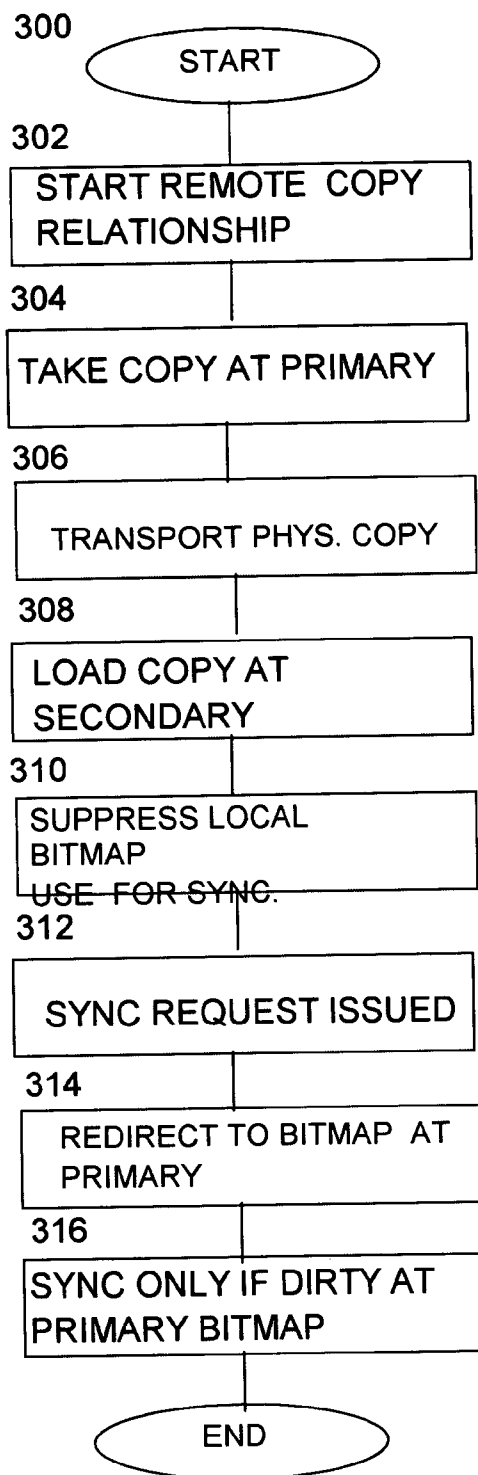 300
START
302
START REMOTE COPY
RELATIONSHIP
304
TAKE COPY AT PRIMARY
306
TRANSPORT PHYS. COPY
308
LOAD COPY AT
SECONDARY
310
SUPPRESS LOCAL
BITMAP
USE FOR SYNC.
312
SYNC REQUEST ISSUED
314
REDIRECT TO BITMAP AT
PRIMARY
316
SYNC ONLY IF DIRTY AT
PRIMARY BITMAP
END